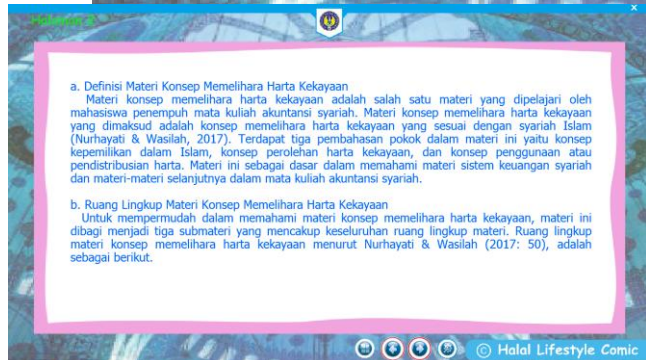 Halaman 2
x
a. Definisi Materi Konsep Memelihara Harta Kekayaan
Materi konsep memelihara harta kekayaan adalah salah satu materi yang dipelajari oleh
mahasiswa penempuh mata kuliah akuntansi syariah. Materi konsep memelihara harta kekayaan
yang dimaksud adalah konsep memelihara harta kekayaan yang sesuai dengan syariah Islam
(Nurhayati & Wasilah, 2017). Terdapat tiga pembahasan pokok dalam materi ini yaitu konsep
kepemilikan dalam Islam, konsep perolehan harta kekayaan, dan konsep penggunaan atau
pendistribusian harta. Materi ini sebagai dasar dalam memahami materi sistem keuangan syariah
dan materi-materi selanjutnya dalam mata kuliah akuntansi syariah.
b. Ruang Lingkup Materi Konsep Memelihara Harta Kekayaan
Untuk mempermudah dalam memahami materi konsep memelihara harta kekayaan, materi ini
dibagi menjadi tiga submateri yang mencakup keseluruhan ruang lingkup materi. Ruang lingkup
materi konsep memelihara harta kekayaan menurut Nurhayati & Wasilah (2017: 50), adalah
sebagai berikut.
© Halal Lifestyle Comic